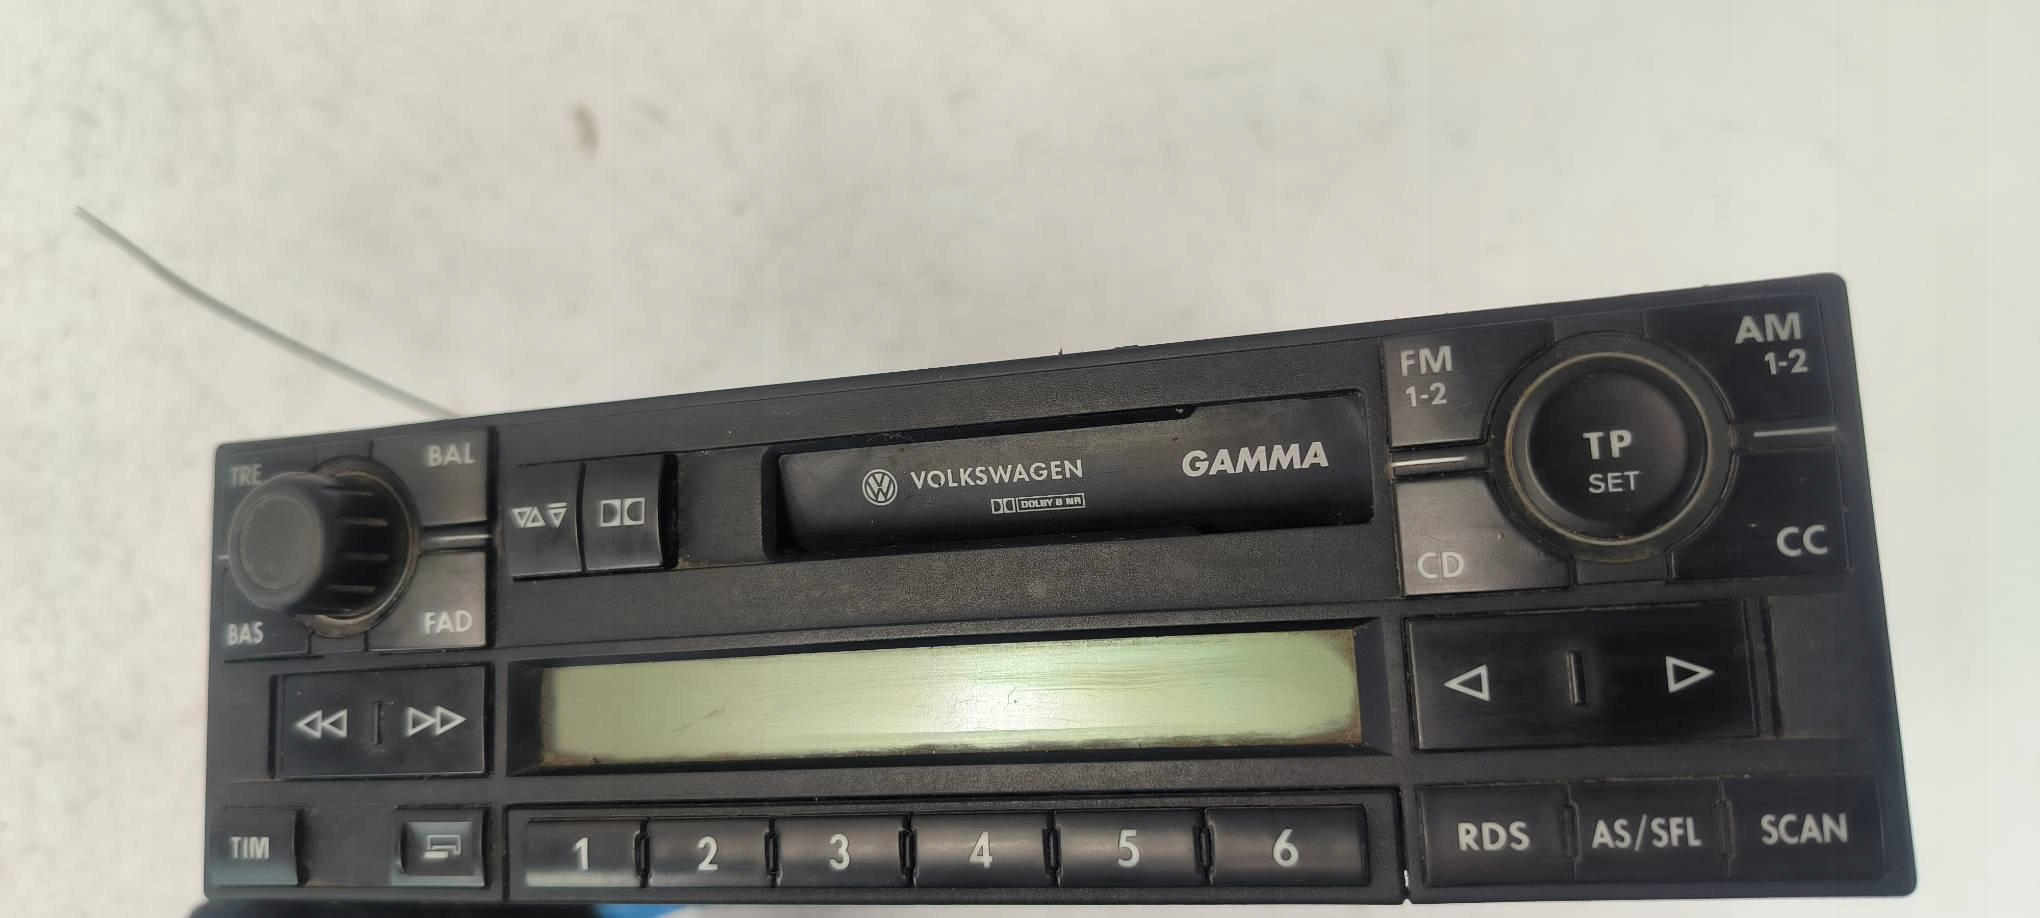 TRE
BAL
BAS
FAD
VOLKSWAGEN
DOLBY B NR
GAMMA
FM
1-2
AM
1-2
TP
SET
CD
CC
TIM
1
2
3
4
5
6
RDS
AS/SFL
SCAN